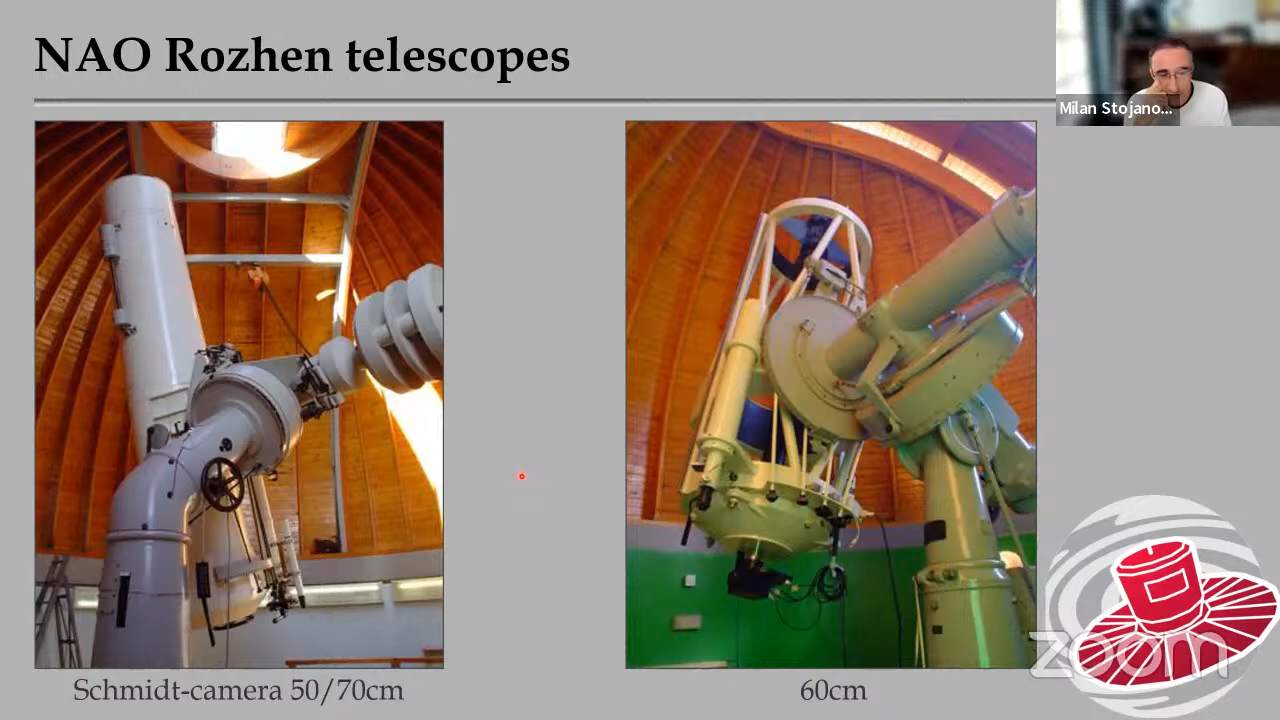 NAO Rozhen telescopes
Milan Stojano...
Schmidt-camera 50/70cm
60cm
zoom